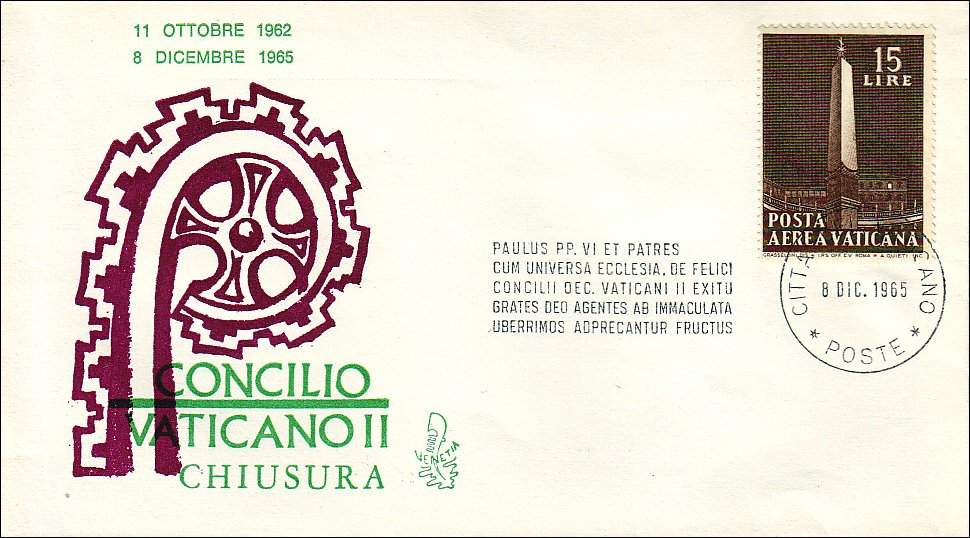 11 OTTOBRE 1962
8 DICEMBRE 1965
15
LIRE
POSTA
AEREA VATICANA
PAULUS PP. VI ET PATRES
CUM UNIVERSA ECCLESIA, DE FELICI
CONCILII OEC. VATICANI II EXITU
GRATES DEO AGENTES AB IMMACULATA
UBERRIMOS ADPRECANTUR FRUCTUS
8 DIC. 1965
* POSTE *
CONCILIO
VATICANO II
CHIUSURA
VENETIA